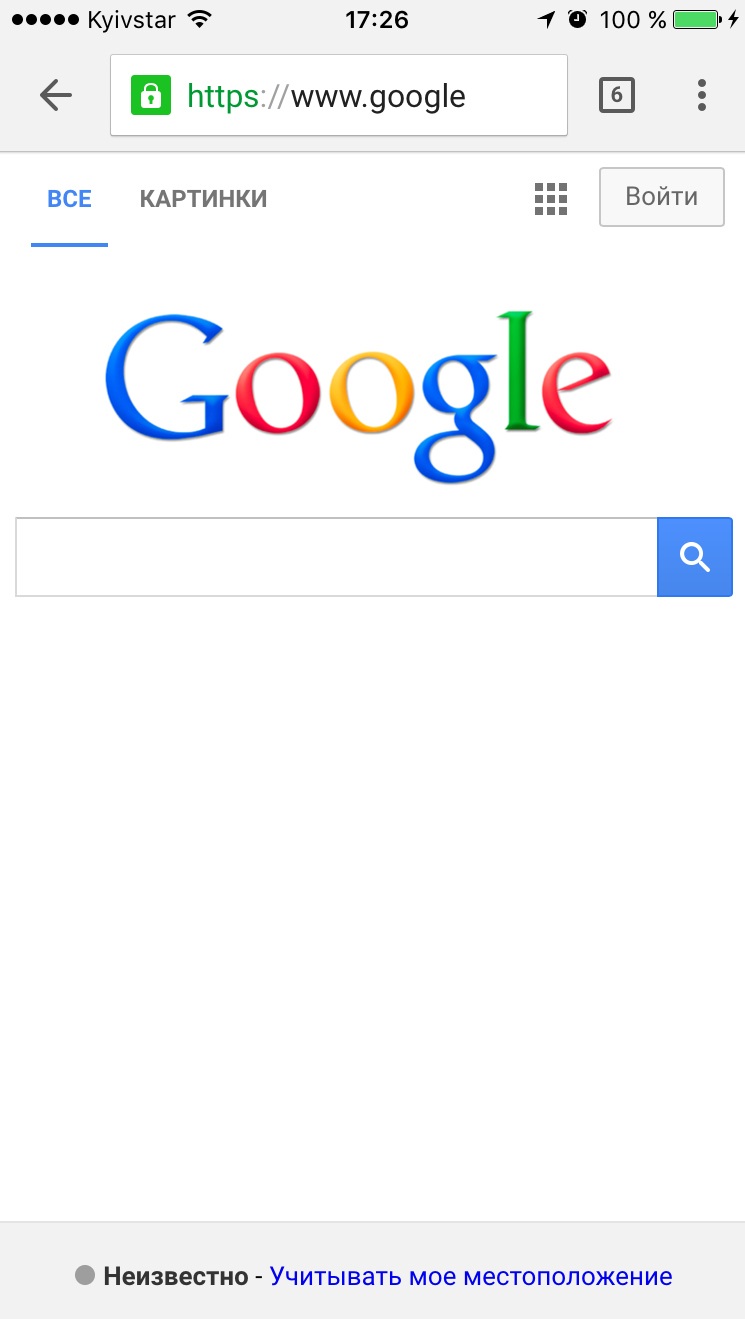 Kyivstar 17:26 100 %
https://www.google 6
ВСЕ КАРТИНКИ Войти
Google
Неизвестно - Учитывать мое местоположение